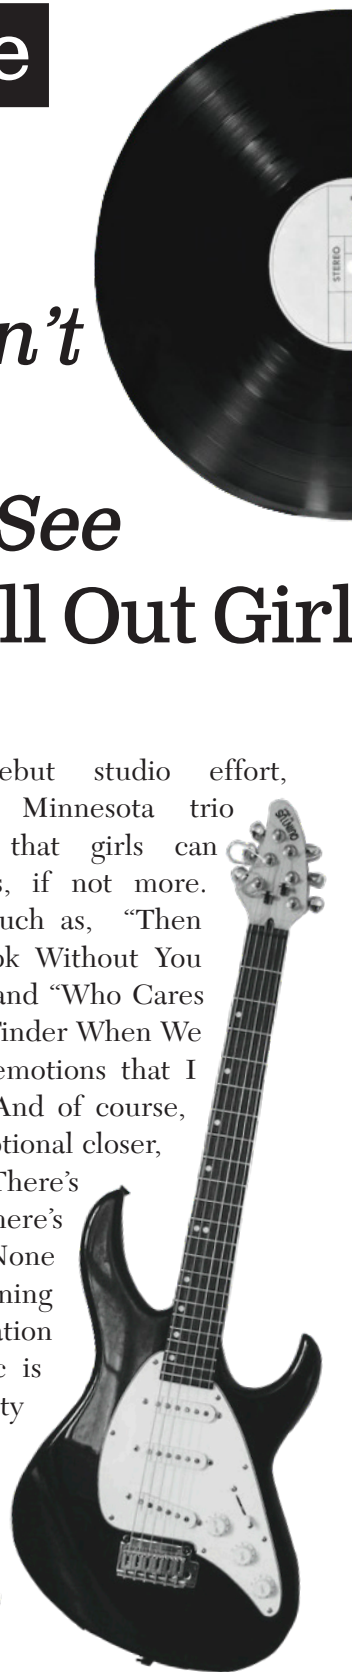 e
STEREO
n't
See
ll Out Girl
ebut studio effort,
Minnesota trio
that girls can
s, if not more.
uch as, "Then
ok Without You
and "Who Cares
Tinder When We
emotions that I
And of course,
otional closer,
There's
here's
None
ning
ation
c is
ty